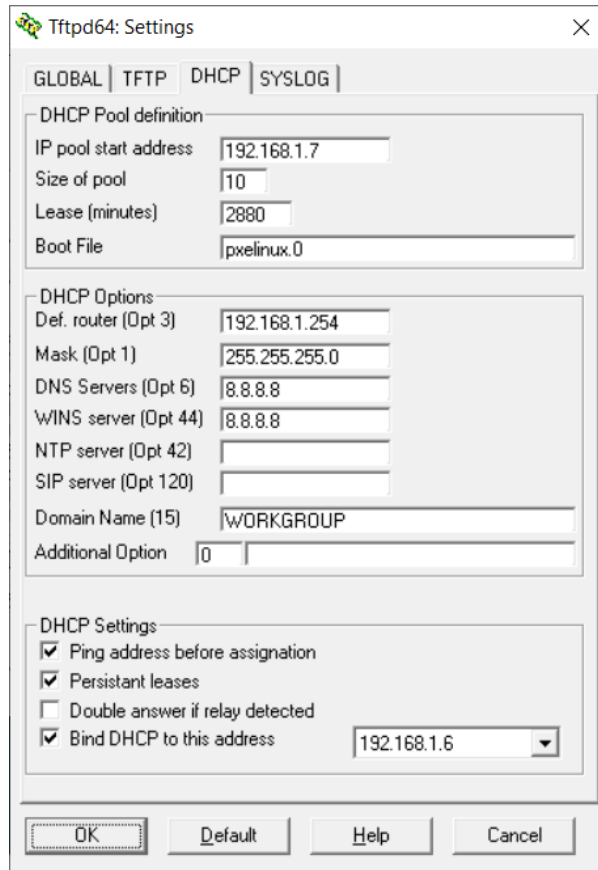 Tftpd64: Settings
GLOBAL TFTP DHCP SYSLOG
DHCP Pool definition
IP pool start address 192.168.1.7
Size of pool 10
Lease (minutes) 2880
Boot File pxelinux.0
DHCP Options
Def. router (Opt 3) 192.168.1.254
Mask (Opt 1) 255.255.255.0
DNS Servers (Opt 6) 8.8.8.8
WINS server (Opt 44) 8.8.8.8
NTP server (Opt 42)
SIP server (Opt 120)
Domain Name (15) WORKGROUP
Additional Option 0
DHCP Settings
Ping address before assignation
Persistant leases
Double answer if relay detected
Bind DHCP to this address 192.168.1.6
OK Default Help Cancel